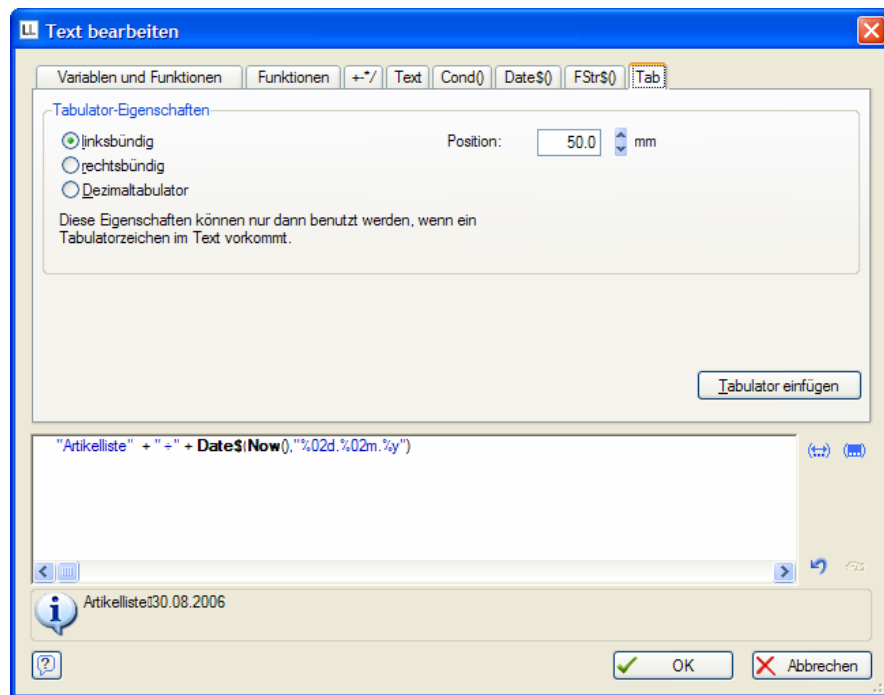 LL Text bearbeiten
Variablen und Funktionen Funktionen +-*/ Text Cond() Date$() FStr$() Tab
Tabulator-Eigenschaften
linksbündig Position: 50.0 mm
rechtsbündig
Dezimaltabulator
Diese Eigenschaften können nur dann benutzt werden, wenn ein
Tabulatorzeichen im Text vorkommt.
Tabulator einfügen
"Artikelliste" + "÷" + Date$(Now(),"%02d.%02m.%y")
Artikelliste▯30.08.2006
OK Abbrechen